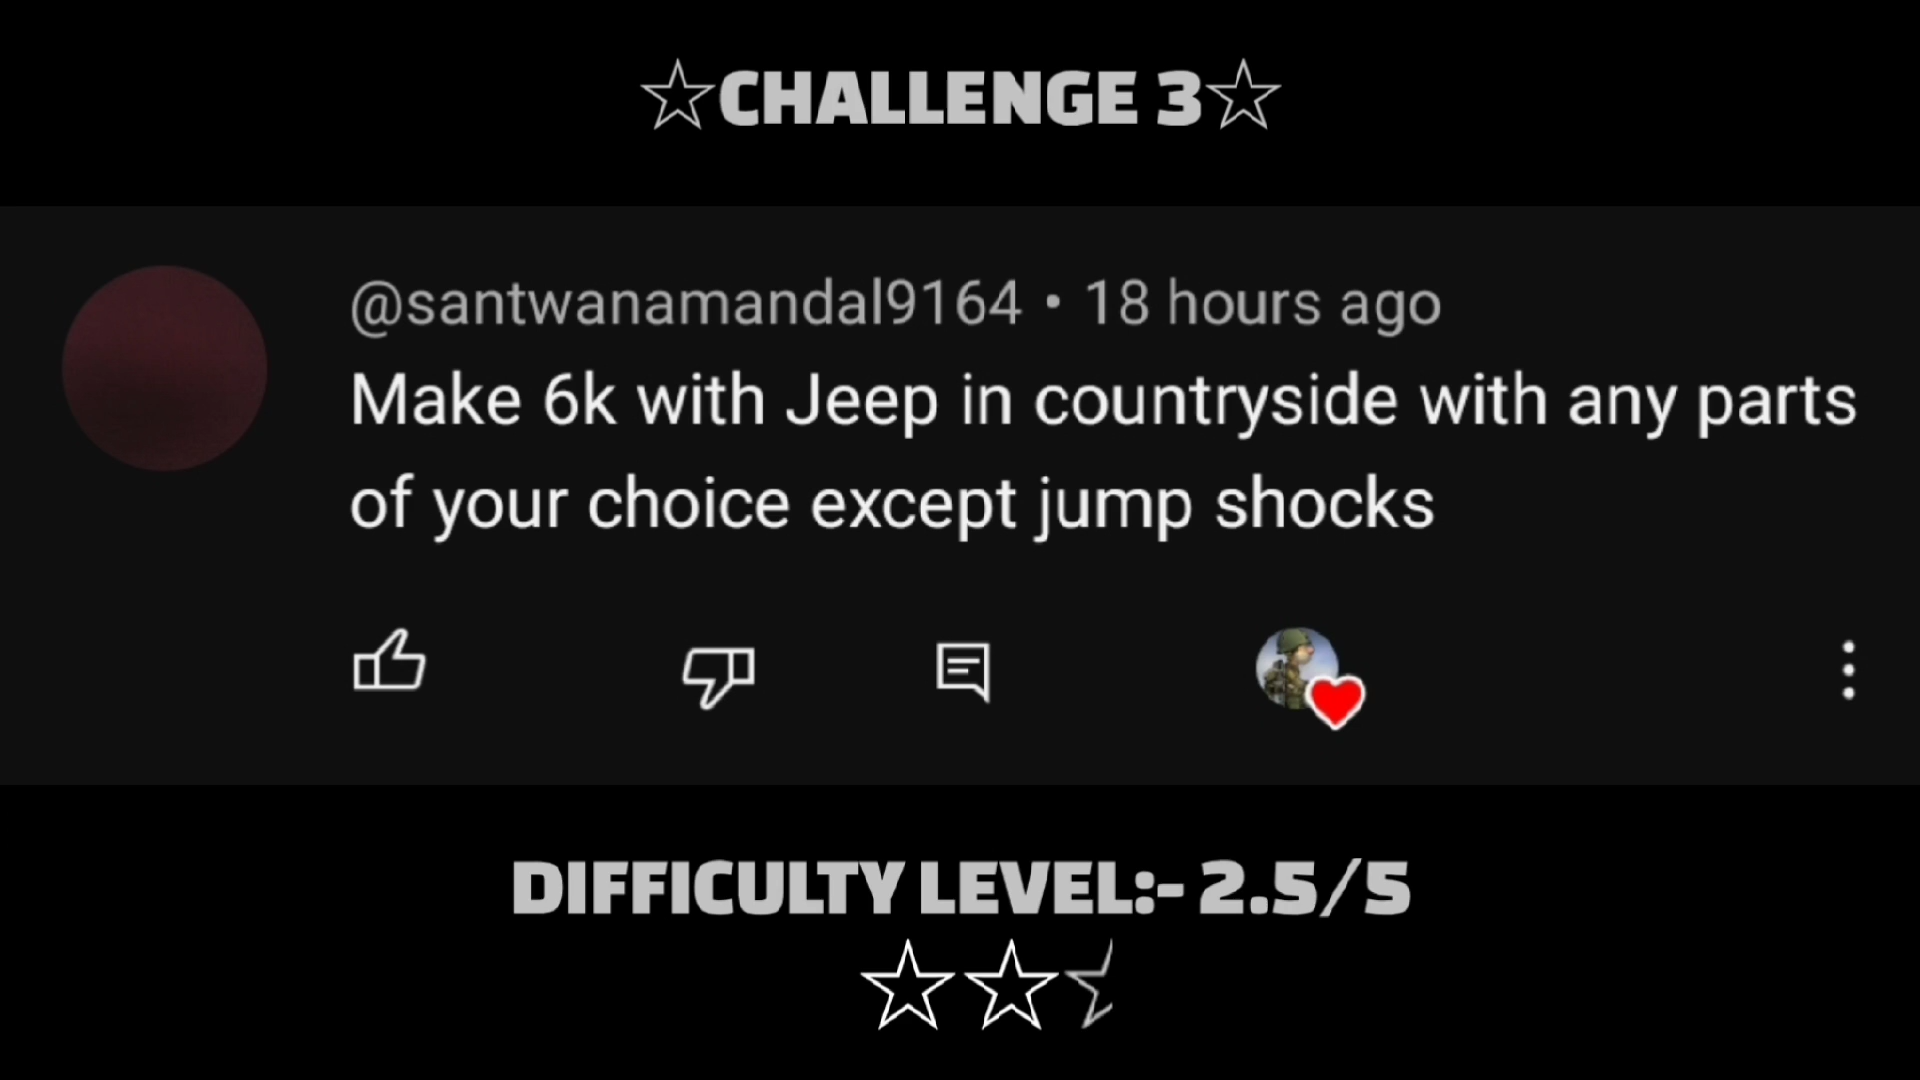 ☆CHALLENGE 3☆
@santwanamandal9164 • 18 hours ago
Make 6k with Jeep in countryside with any parts
of your choice except jump shocks
DIFFICULTY LEVEL:- 2.5/5